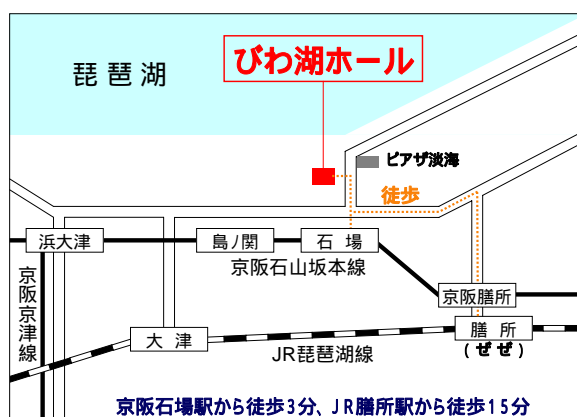 琵琶湖
びわ湖ホール
ピアザ淡海
徒歩
浜大津
島ノ関
石場
京阪石山坂本線
京阪京津線
京阪膳所
大津
膳所
(ぜぜ)
JR琵琶湖線
京阪石場駅から徒歩3分、JR膳所駅から徒歩15分